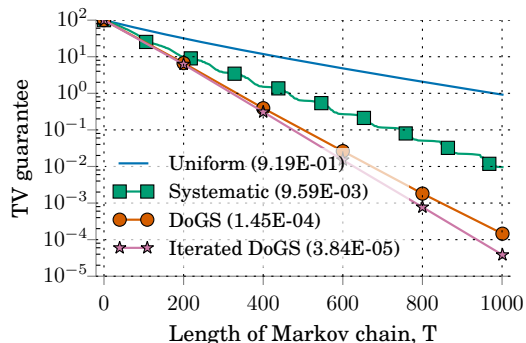 10^2
10^1
10^0
10^−1
10^−2
10^−3
10^−4
10^−5
TV guarantee
Uniform (9.19E-01)
Systematic (9.59E-03)
DoGS (1.45E-04)
Iterated DoGS (3.84E-05)
0 200 400 600 800 1000
Length of Markov chain, T